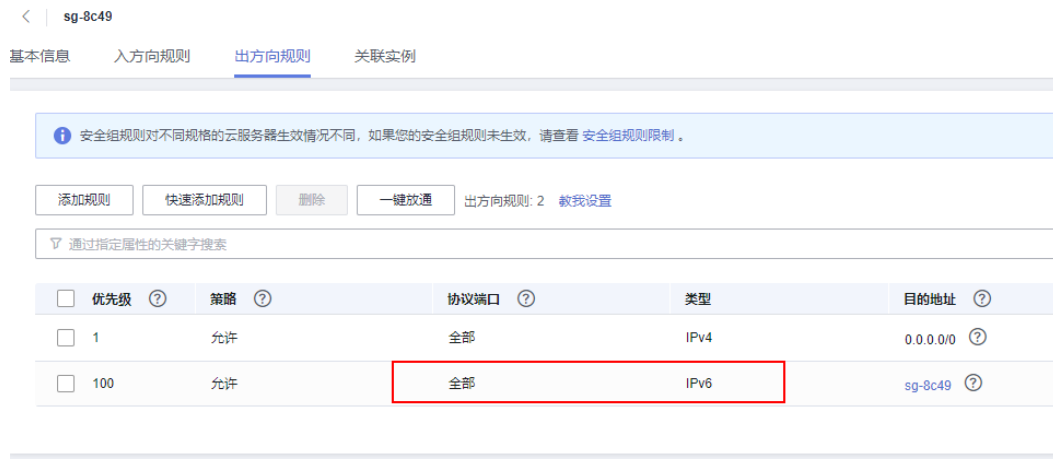 sg-8c49
基本信息 入方向规则 出方向规则 关联实例
安全组规则对不同规格的云服务器生效情况不同，如果您的安全组规则未生效，请查看 安全组规则限制 。
添加规则 快速添加规则 删除 一键放通 出方向规则: 2 教我设置
通过指定属性的关键字搜索
优先级 策略 协议端口 类型 目的地址
1 允许 全部 IPv4 0.0.0.0/0
100 允许 全部 IPv6 sg-8c49